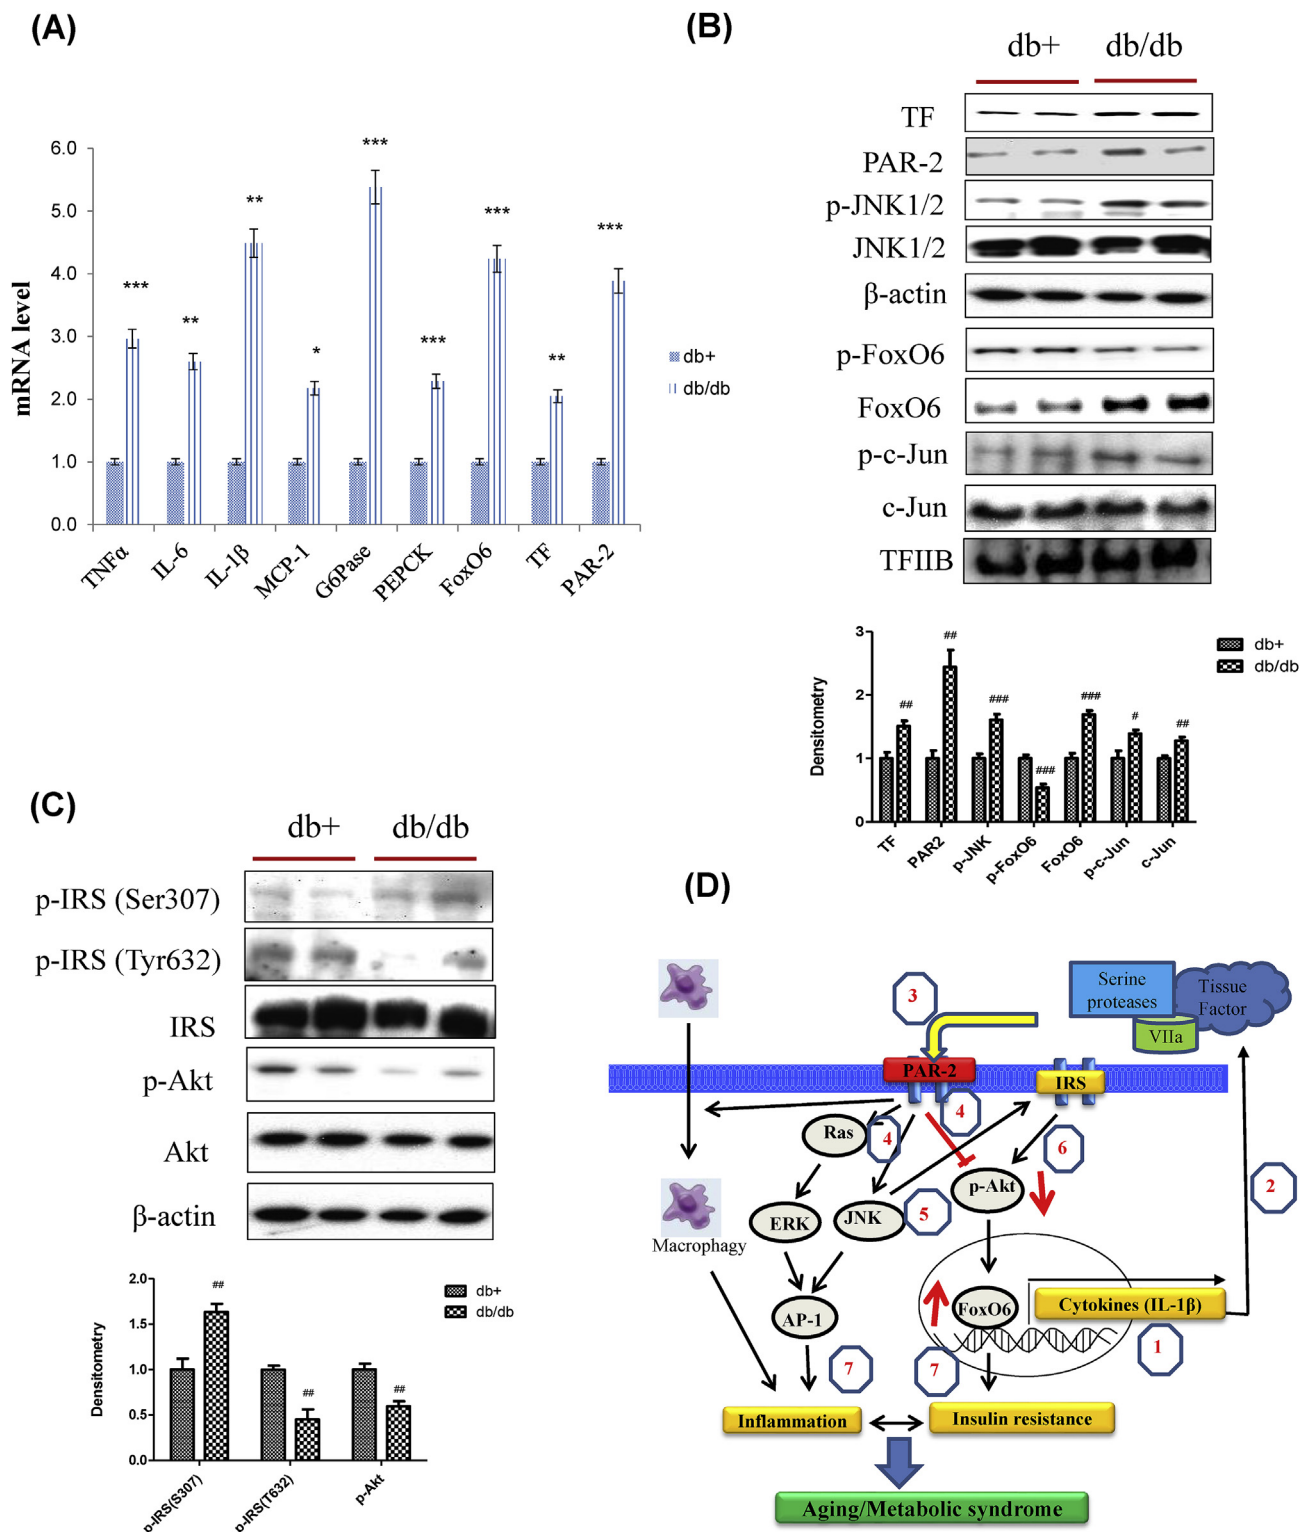 (A)
6.0
5.0
4.0
3.0
2.0
1.0
0.0
mRNA level
***
**
**
*
***
***
***
**
***
TNFα
IL-6
IL-1β
MCP-1
G6Pase
PEPCK
FoxO6
TF
PAR-2
db+
db/db
(B)
db+ db/db
TF
PAR-2
p-JNK1/2
JNK1/2
β-actin
p-FoxO6
FoxO6
p-c-Jun
c-Jun
TFIIB
3
2
1
0
Densitometry
##
##
###
###
###
#
##
TF
PAR2
p-JNK
p-FoxO6
FoxO6
p-c-Jun
c-Jun
db+
db/db
(C)
db+ db/db
p-IRS (Ser307)
p-IRS (Tyr632)
IRS
p-Akt
Akt
β-actin
2.0
1.5
1.0
0.5
0.0
Densitometry
##
##
##
p-IRS(S307)
p-IRS(T632)
p-Akt
db+
db/db
(D)
Serine
proteases
Tissue
Factor
VIIa
3
PAR-2
IRS
4
4
Ras
6
p-Akt
2
ERK
JNK
5
Macrophagy
AP-1
FoxO6
Cytokines (IL-1β)
1
7
7
Inflammation
Insulin resistance
Aging/Metabolic syndrome